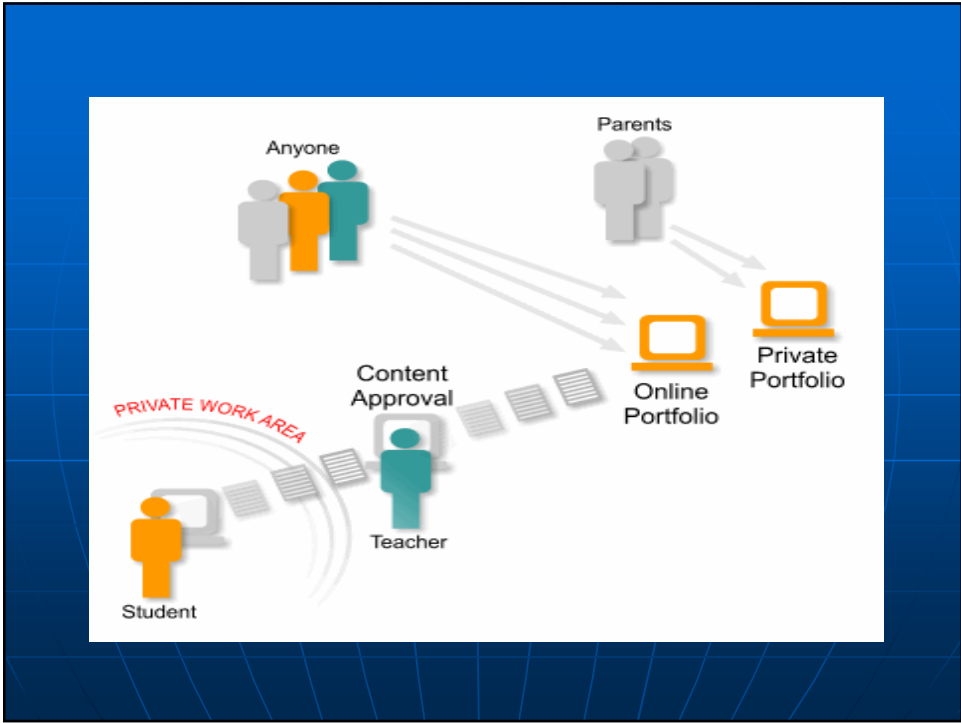 Parents
Anyone
Private
Portfolio
Online
Portfolio
Content
Approval
PRIVATE WORK AREA
Teacher
Student